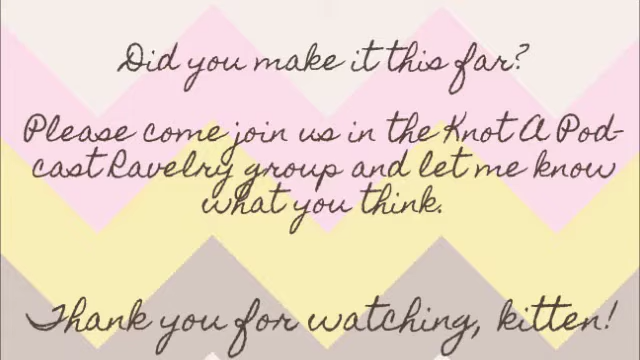 Did you make it this far?
Please come join us in the Knot A Pod-
cast Ravelry group and let me know
what you think.
Thank you for watching, kitten!